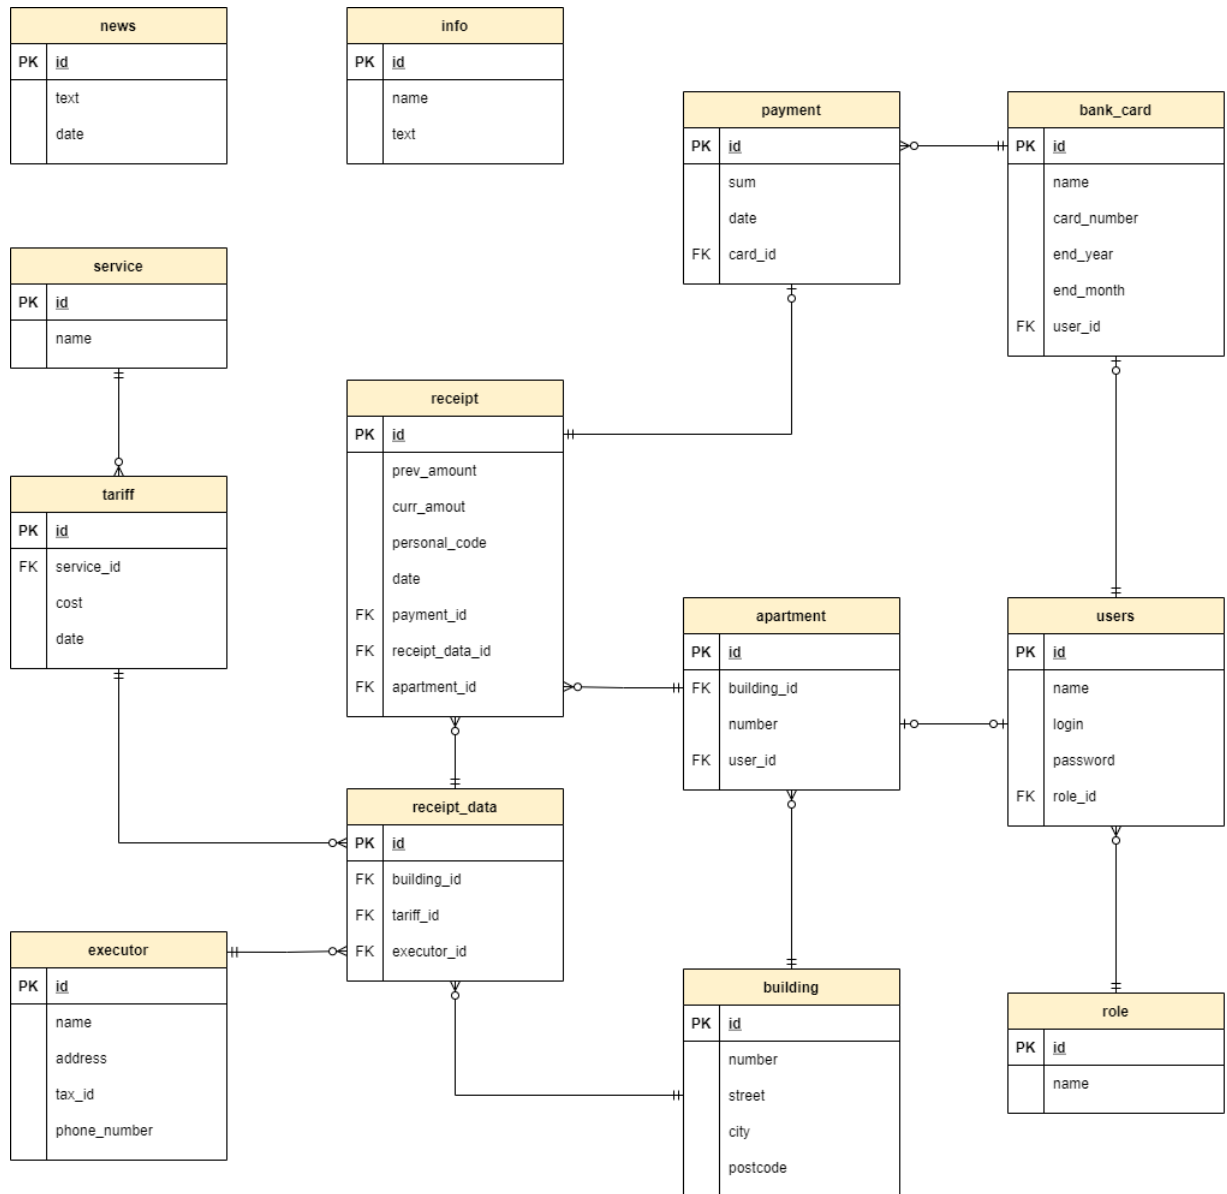 news
PK id
text
date
info
PK id
name
text
payment
PK id
sum
date
FK card_id
bank_card
PK id
name
card_number
end_year
end_month
FK user_id
service
PK id
name
receipt
PK id
prev_amount
curr_amout
personal_code
date
FK payment_id
FK receipt_data_id
FK apartment_id
tariff
PK id
FK service_id
cost
date
apartment
PK id
FK building_id
number
FK user_id
users
PK id
name
login
password
FK role_id
receipt_data
PK id
FK building_id
FK tariff_id
FK executor_id
executor
PK id
name
address
tax_id
phone_number
building
PK id
number
street
city
postcode
role
PK id
name